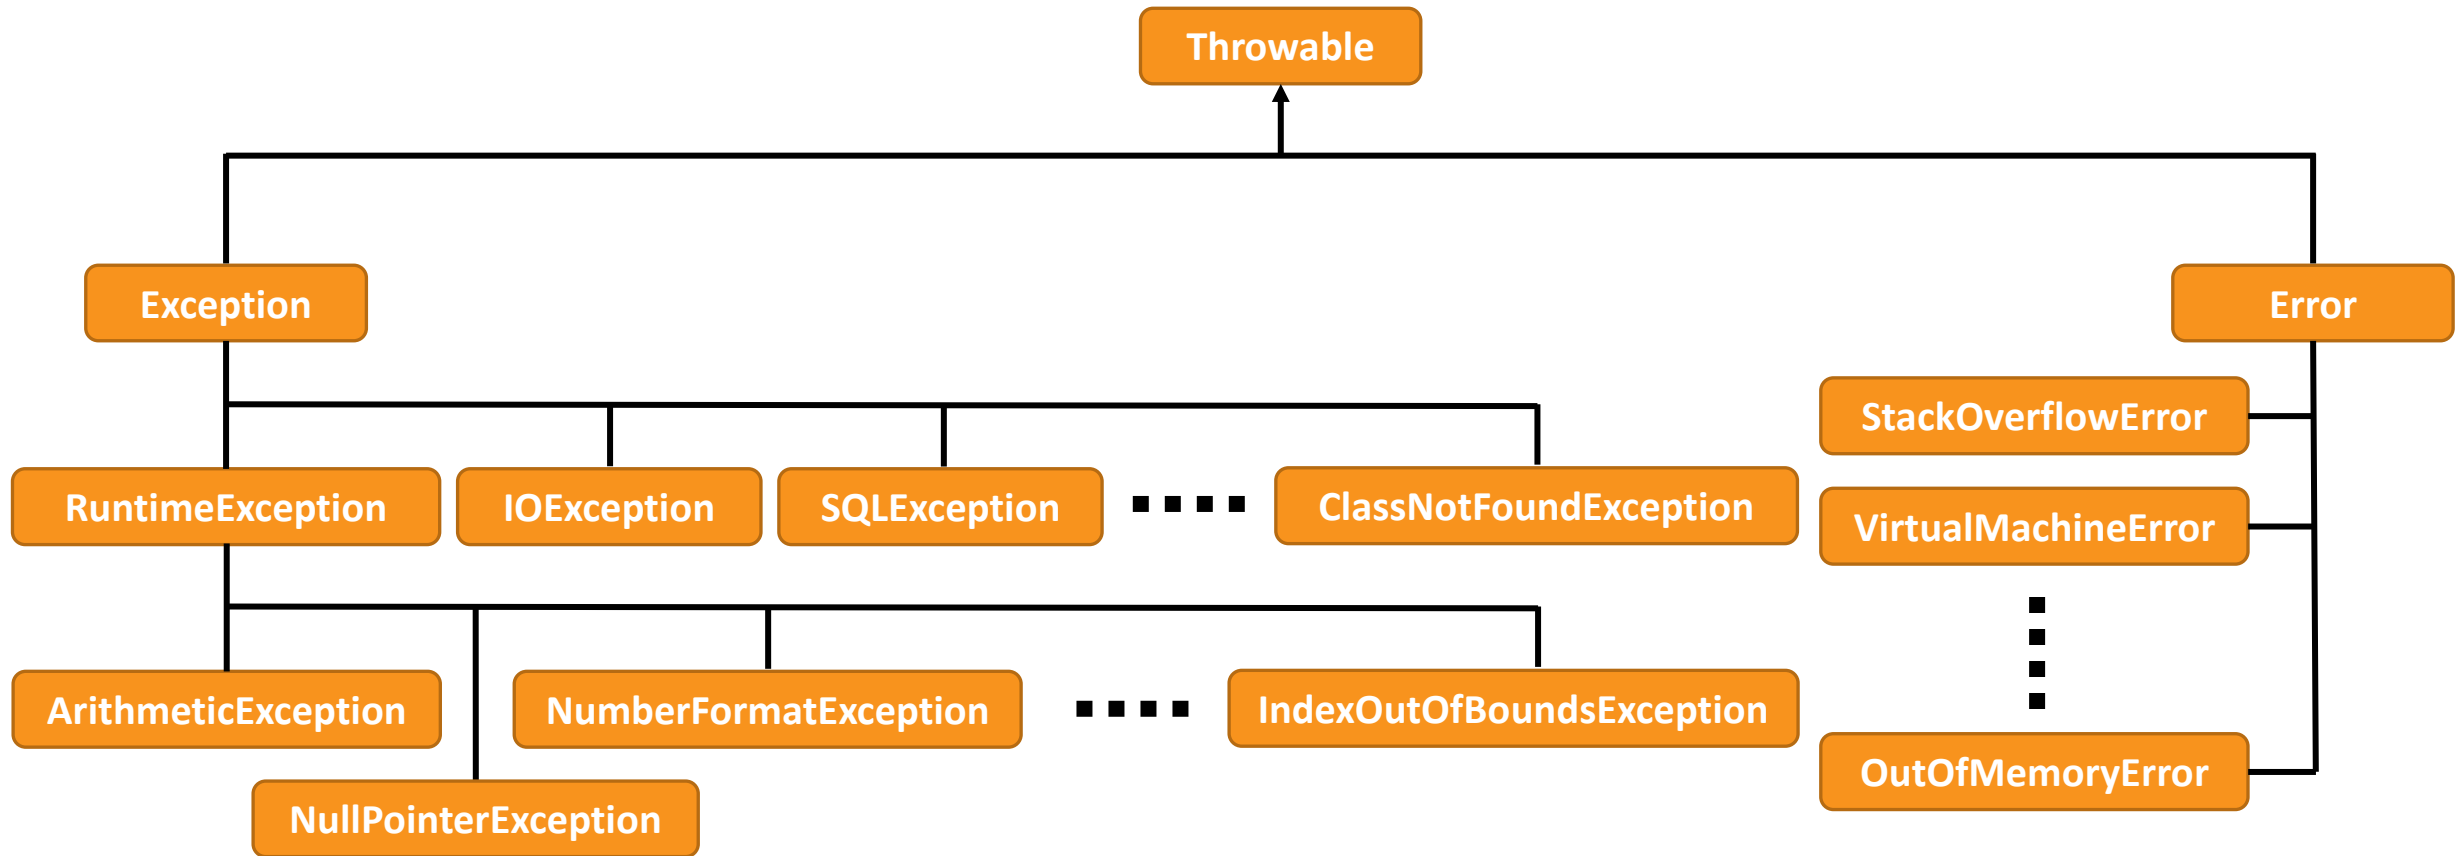 Throwable
Exception
Error
StackOverflowError
RuntimeException
IOException
SQLException
ClassNotFoundException
VirtualMachineError
ArithmeticException
NumberFormatException
IndexOutOfBoundsException
OutOfMemoryError
NullPointerException